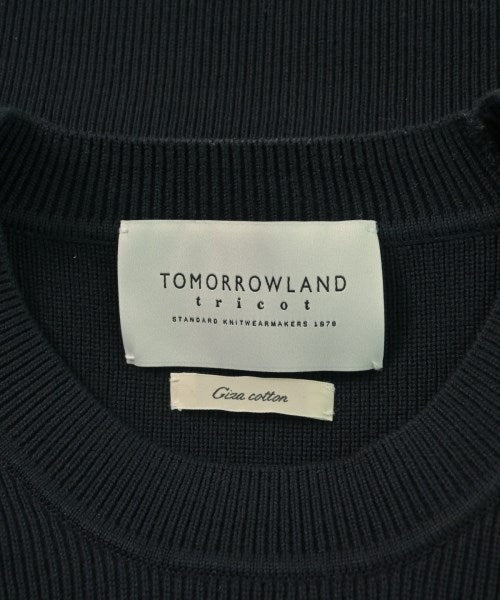 TOMORROWLAND
tricot
STANDARD KNITWEARMAKERS 1978
Giza cotton